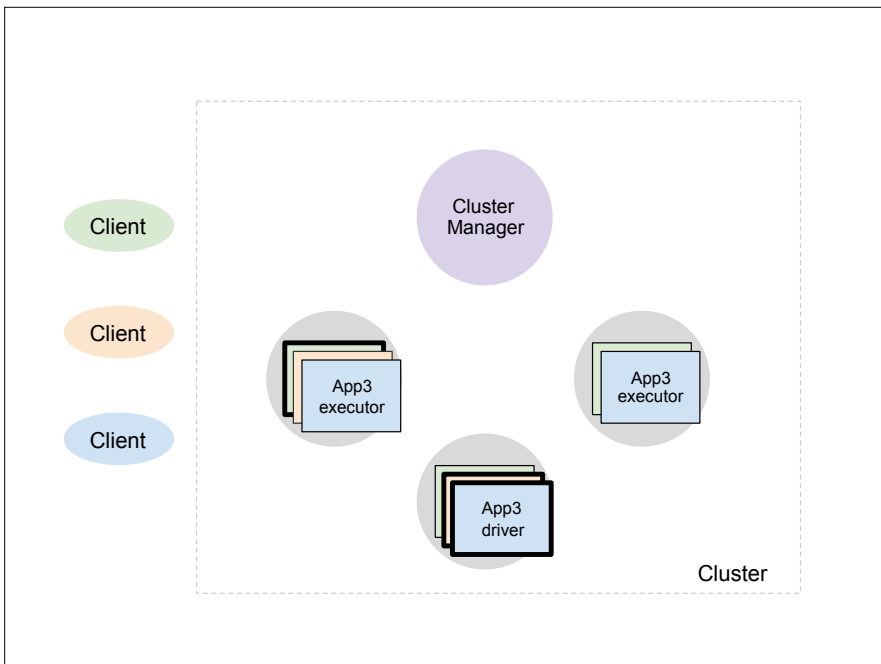 Cluster
Manager
Client
Client
Client
App3
executor
App3
executor
App3
driver
Cluster